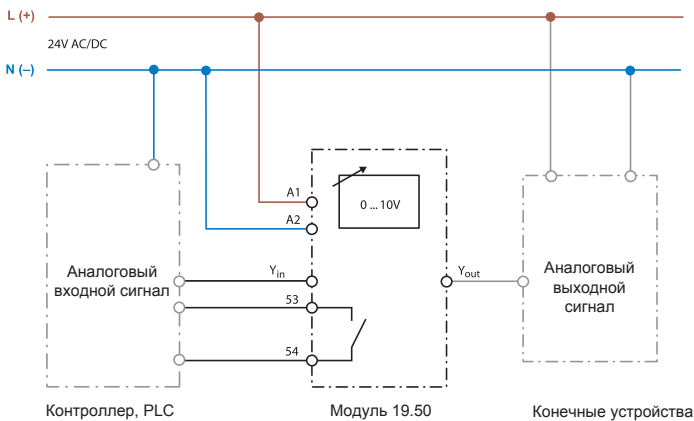 L (+)
24V AC/DC
N (–)
A1
0 ... 10V
A2
Аналоговый
входной сигнал
Yin
53
54
Yout
Аналоговый
выходной
сигнал
Контроллер, PLC
Модуль 19.50
Конечные устройства